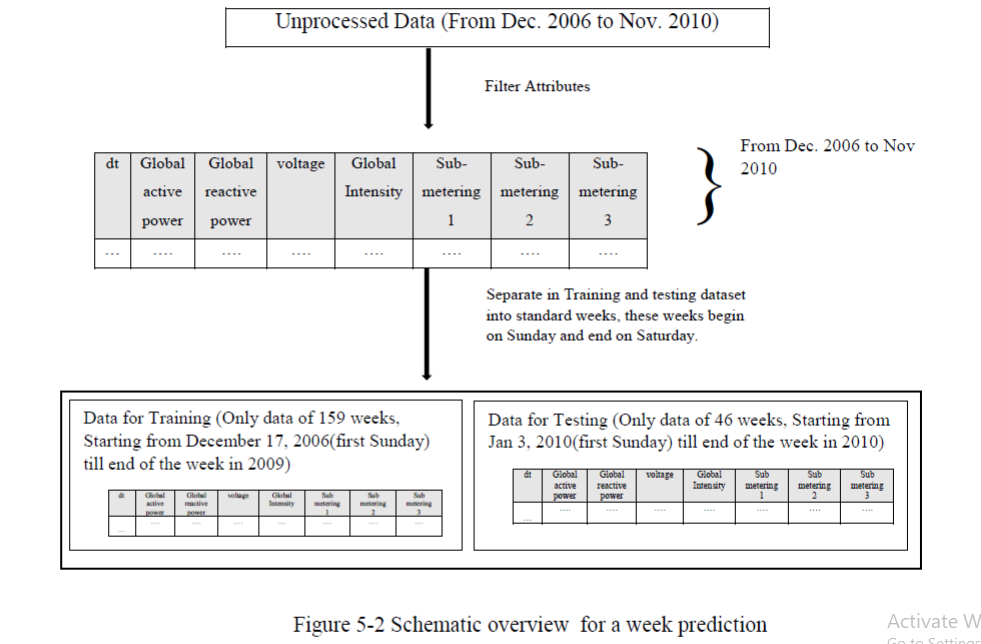 Unprocessed Data (From Dec. 2006 to Nov. 2010)
Filter Attributes
From Dec. 2006 to Nov
2010
dt Global Global voltage Global Sub- Sub- Sub-
active reactive Intensity metering metering metering
power power 1 2 3
... .... .... .... .... .... .... ....
Separate in Training and testing dataset
into standard weeks, these weeks begin
on Sunday and end on Saturday.
Data for Training (Only data of 159 weeks,
Starting from December 17, 2006(first Sunday)
till end of the week in 2009)
dt Global Global voltage Global Sub Sub Sub
active reactive Intensity metering metering metering
power power 1 2 3
.... .... .... .... .... .... ....
...
Data for Testing (Only data of 46 weeks, Starting from
Jan 3, 2010(first Sunday) till end of the week in 2010)
dt Global Global voltage Global Sub Sub Sub
active reactive Intensity metering metering metering
power power 1 2 3
.... .... .... .... .... .... ....
...
Figure 5-2 Schematic overview for a week prediction
Activate W
Go to Settings